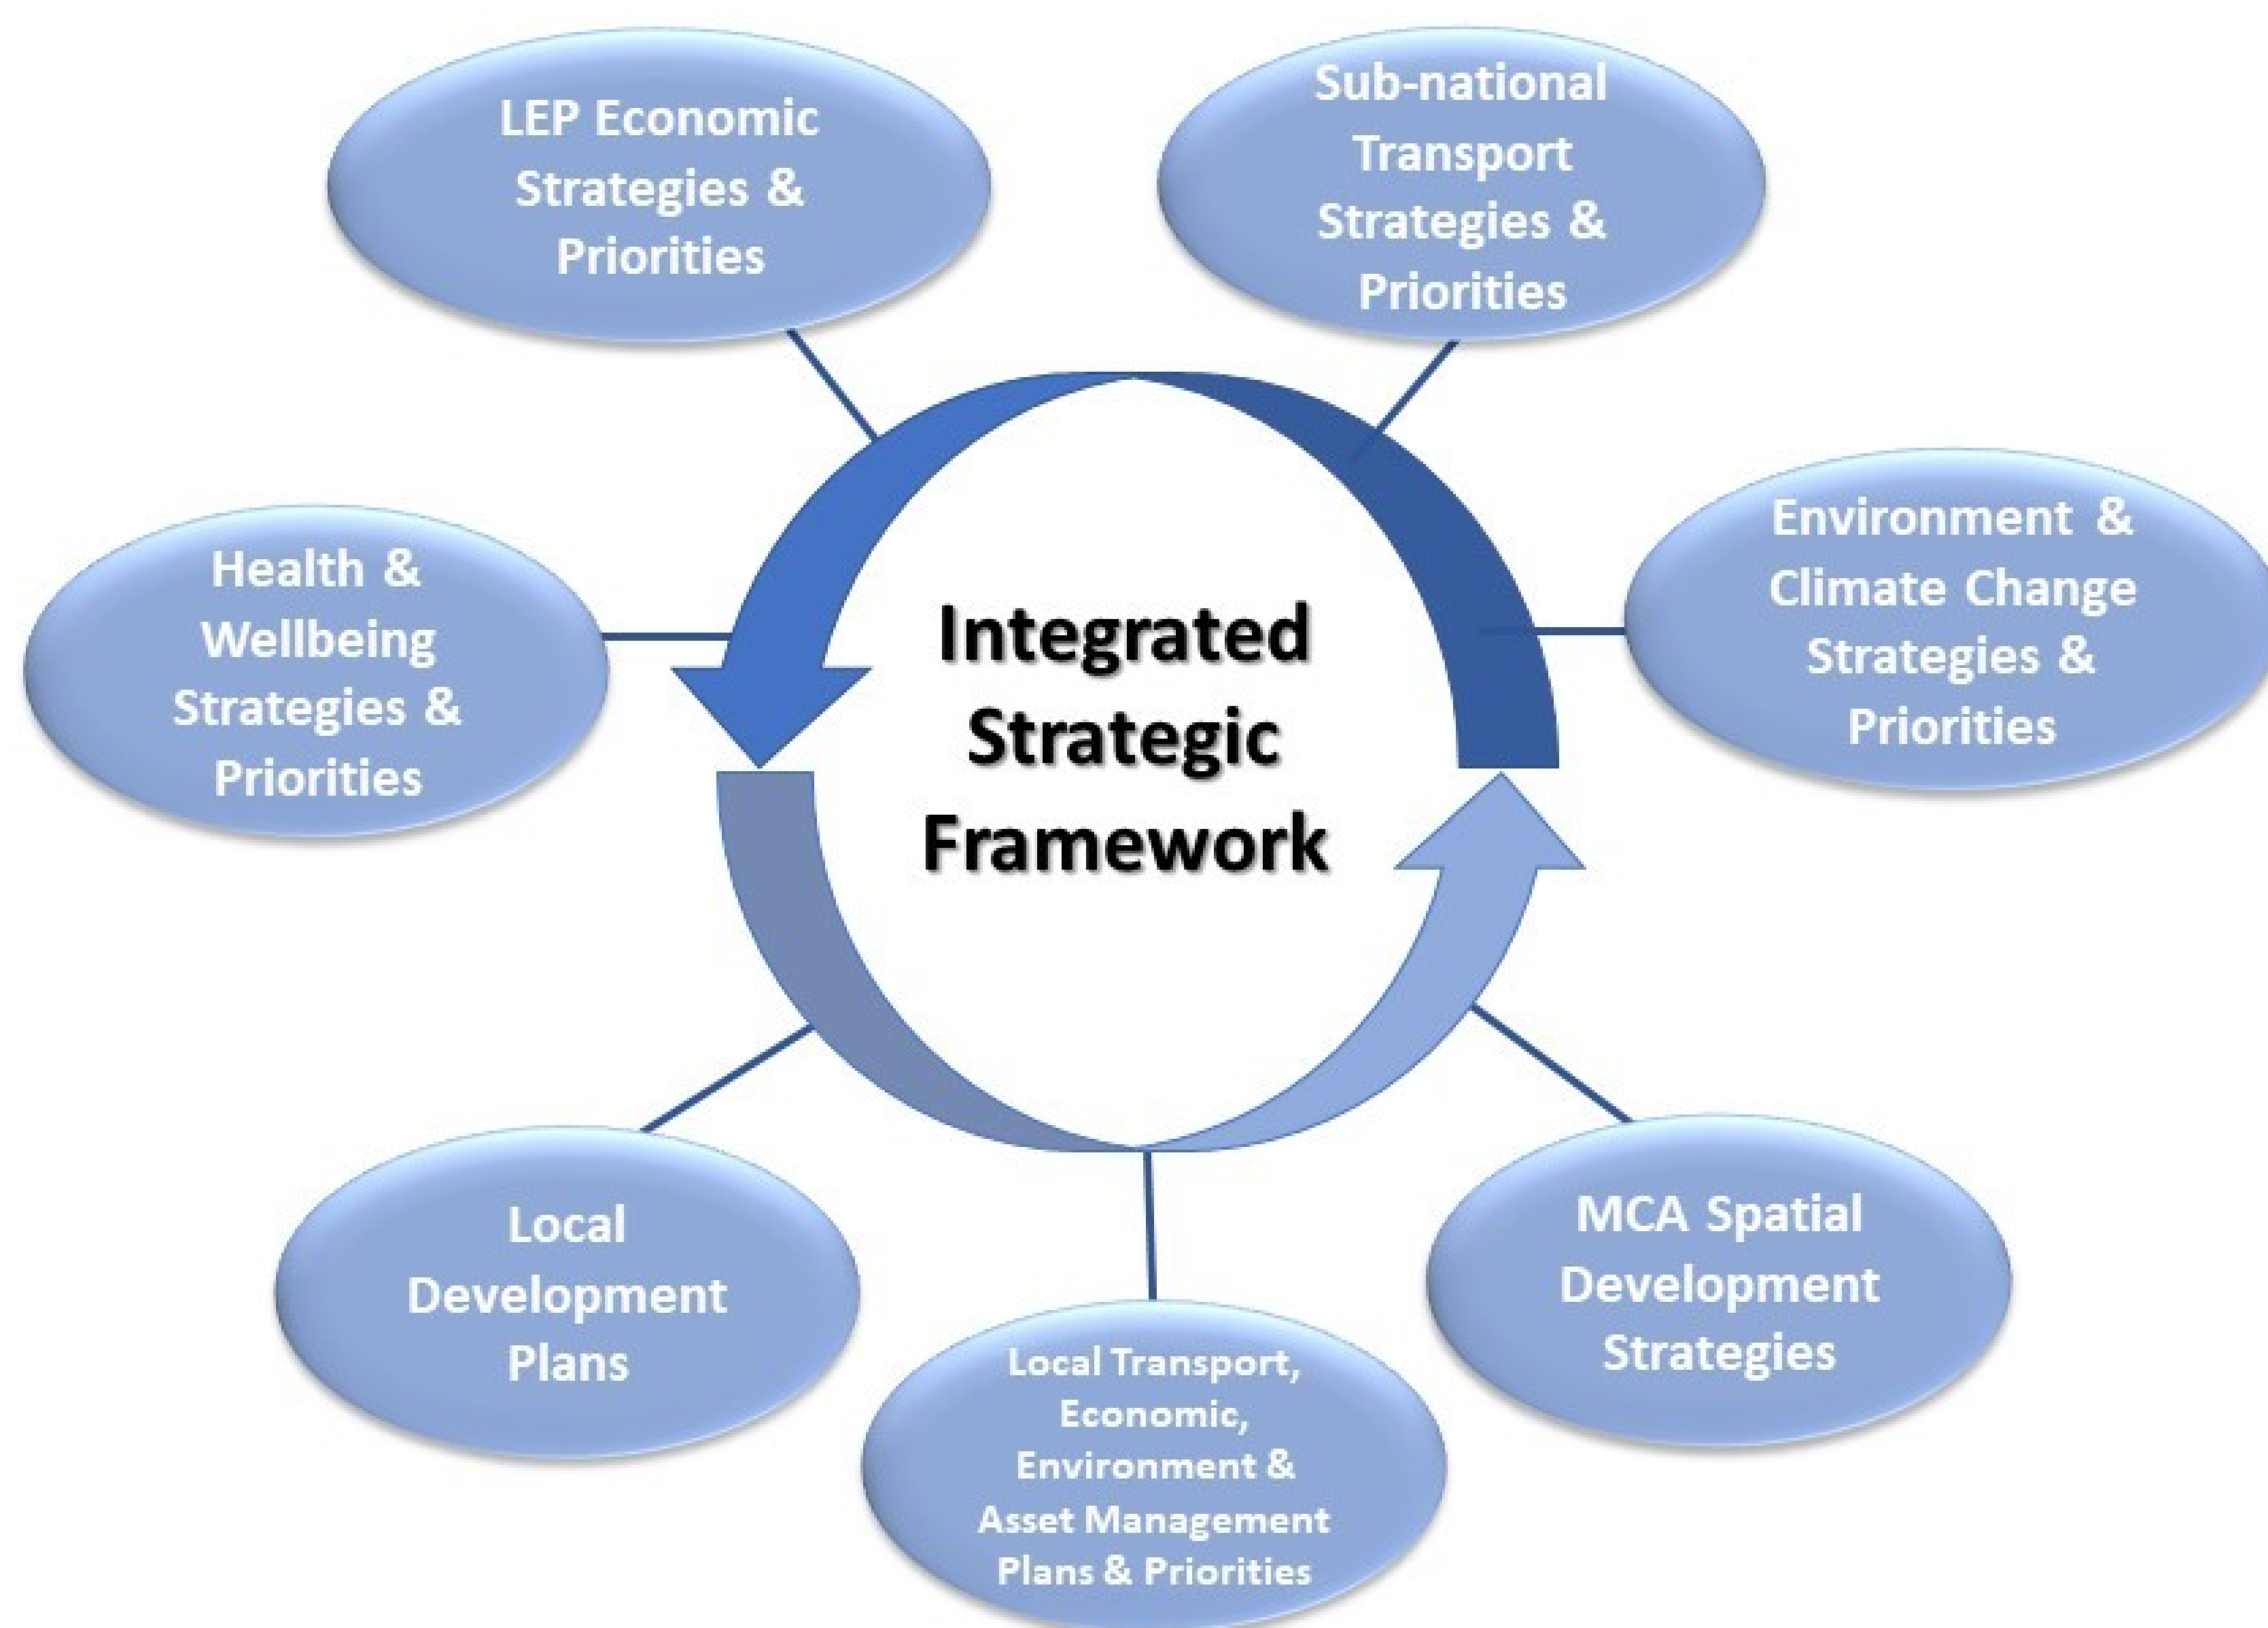 LEP Economic
Strategies &
Priorities
Sub-national
Transport
Strategies &
Priorities
Environment &
Climate Change
Strategies &
Priorities
Health &
Wellbeing
Strategies &
Priorities
Integrated
Strategic
Framework
Local
Development
Plans
Local Transport,
Economic,
Environment &
Asset Management
Plans & Priorities
MCA Spatial
Development
Strategies